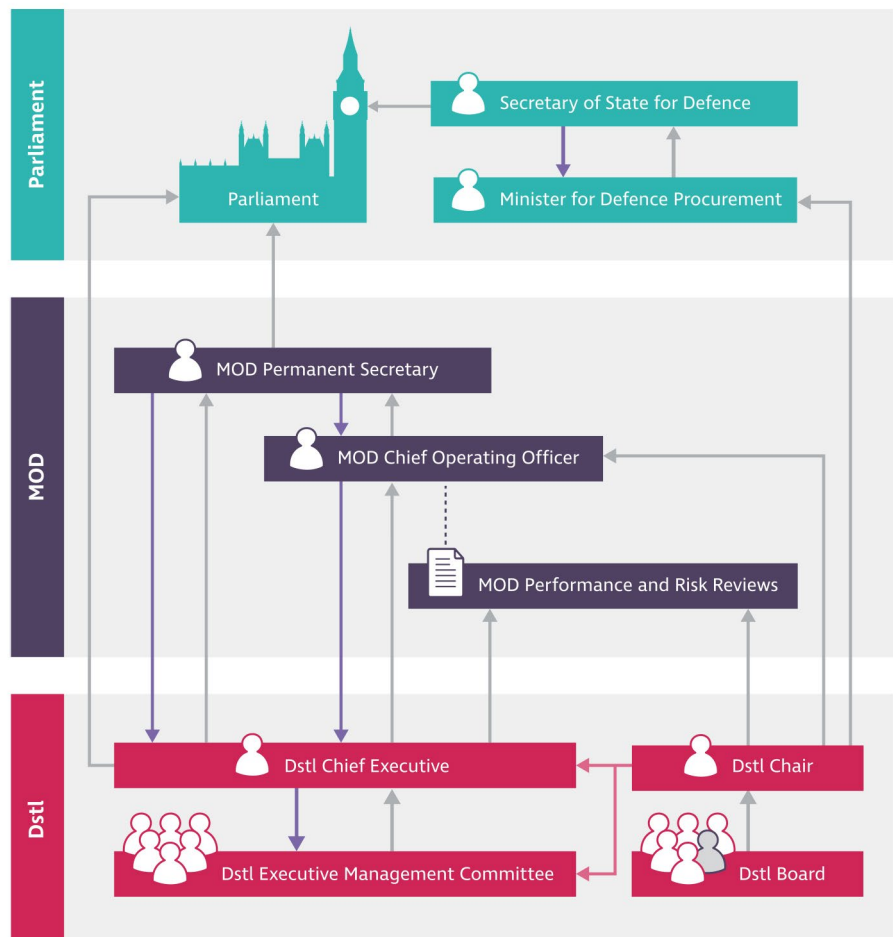 Parliament
Secretary of State for Defence
Parliament
Minister for Defence Procurement
MOD
MOD Permanent Secretary
MOD Chief Operating Officer
MOD Performance and Risk Reviews
Dstl
Dstl Chief Executive
Dstl Chair
Dstl Executive Management Committee
Dstl Board